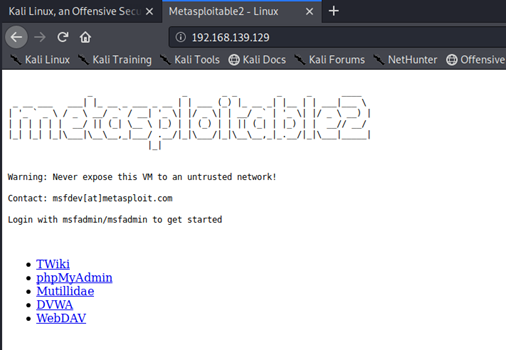 Kali Linux, an Offensive Secu
Metasploitable2 - Linux
192.168.139.129
Kali Linux
Kali Training
Kali Tools
Kali Docs
Kali Forums
NetHunter
Offensive
metasploitable2
Warning: Never expose this VM to an untrusted network!
Contact: msfdev[at]metasploit.com
Login with msfadmin/msfadmin to get started
TWiki
phpMyAdmin
Mutillidae
DVWA
WebDAV